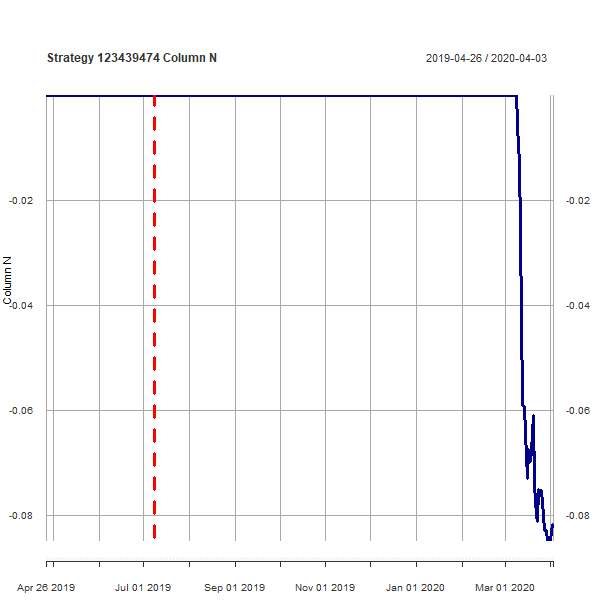 Strategy 123439474 Column N
2019-04-26 / 2020-04-03
Column N
-0.02
-0.02
-0.04
-0.04
-0.06
-0.06
-0.08
-0.08
Apr 26 2019
Jul 01 2019
Sep 01 2019
Nov 01 2019
Jan 01 2020
Mar 01 2020